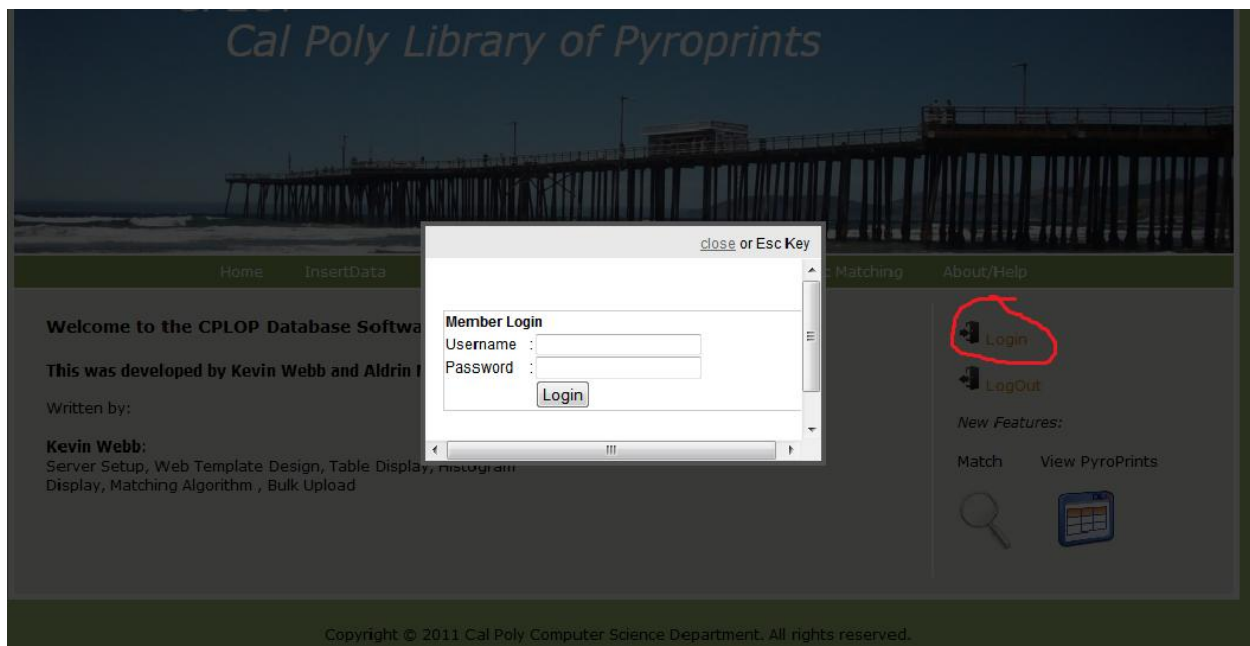 Cal Poly Library of Pyroprints
close or Esc Key
Home InsertData Matching About/Help
Member Login
Username :
Password :
Login
Welcome to the CPLOP Database
This was developed by Kevin Webb and Aldrin
Written by:
Kevin Webb:
Server Setup, Web Template Design, Table Display, Histogram
Display, Matching Algorithm , Bulk Upload
Login
LogOut
New Features:
Match View PyroPrints
Copyright © 2011 Cal Poly Computer Science Department. All rights reserved.